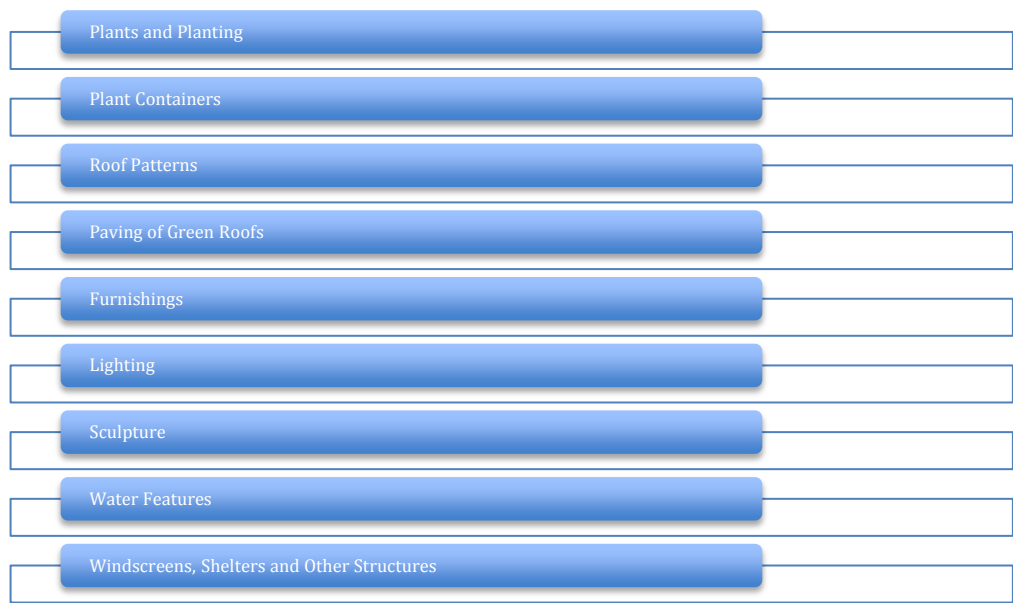 Plants and Planting
Plant Containers
Roof Patterns
Paving of Green Roofs
Furnishings
Lighting
Sculpture
Water Features
Windscreens, Shelters and Other Structures